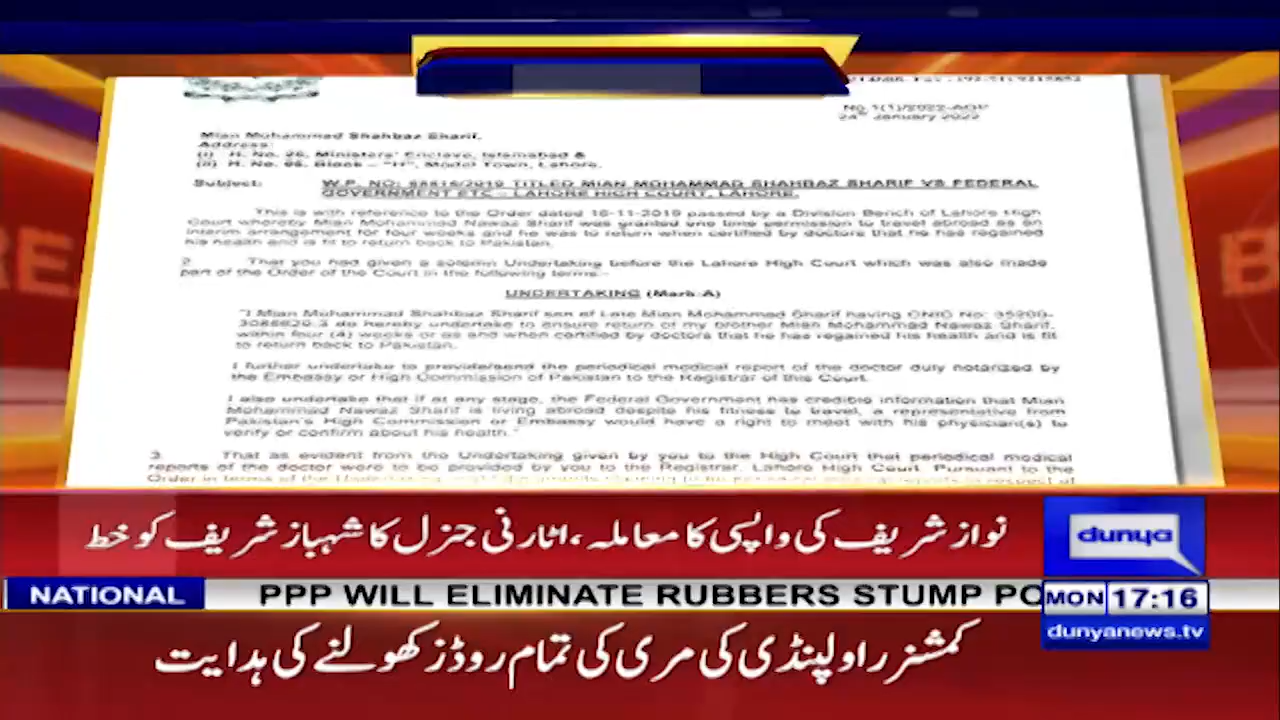 No.1(1)/2022-AGP
24th January 2022
Mian Muhammad Shahbaz Sharif,
Address:
(i) H. No. 26, Ministers' Enclave, Islamabad &
(ii) H. No. 96, Block – "H", Model Town, Lahore.
Subject: W.P. NO: TITLED MIAN MOHAMMAD SHAHBAZ SHARIF VS FEDERAL
GOVERNMENT ETC – LAHORE HIGH COURT, LAHORE.
This is with reference to the Order dated 16-11-2019 passed by a Division Bench of Lahore High
Court whereby Mian Mohammad Nawaz Sharif was granted one time permission to travel abroad as an
interim arrangement for four weeks and he was to return when certified by doctors that he has regained
his health and is fit to return back to Pakistan.
2. That you had given a solemn Undertaking before the Lahore High Court which was also made
part of the Order of the Court in the following terms:-
UNDERTAKING (Mark-A)
"I Mian Muhammad Shahbaz Sharif son of Late Mian Mohammed Sharif having CNIC No:
do hereby undertake to ensure return of my brother Mian Mohammad Nawaz Sharif,
within four (4) weeks or as and when certified by doctors that he has regained his health and is fit
to return back to Pakistan.
I further undertake to provide/send the periodical medical report of the doctor duly notarized by
the Embassy or High Commission of Pakistan to the Registrar of this Court.
I also undertake that if at any stage, the Federal Government has credible information that Mian
Mohammad Nawaz Sharif is living abroad despite his fitness to travel, a representative from
Pakistan's High Commission or Embassy would have a right to meet with his physician(s) to
verify or confirm about his health."
3. That as evident from the Undertaking given by you to the High Court that periodical medical
reports of the doctor were to be provided by you to the Registrar, Lahore High Court. Pursuant to the
Order in terms of the Undertaking
نواز شریف کی واپسی کا معاملہ، اٹارنی جنرل کا شہباز شریف کو خط
dunya
NATIONAL
PPP WILL ELIMINATE RUBBERS STUMP PO
MON 17:16
dunyanews.tv
کمشنر راولپنڈی کی مری کی تمام روڈز کھولنے کی ہدایت